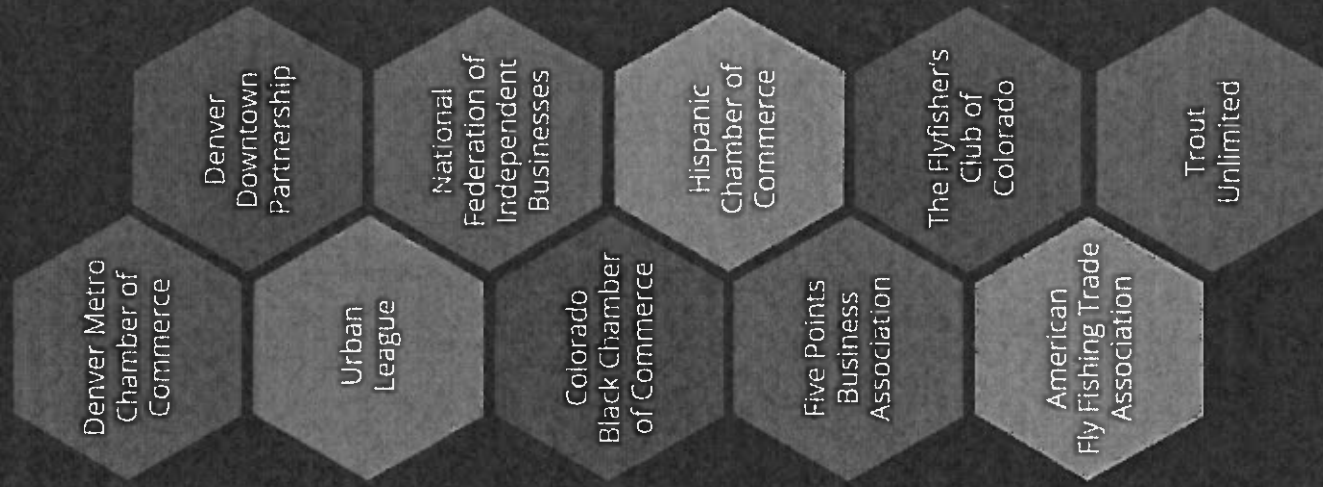 Denver Metro
Chamber of
Commerce
Denver
Downtown
Partnership
Urban
League
National
Federation of
Independent
Businesses
Colorado
Black Chamber
of Commerce
Hispanic
Chamber of
Commerce
Five Points
Business
Association
The Flyfisher's
Club of
Colorado
American
Fly Fishing Trade
Association
Trout
Unlimited